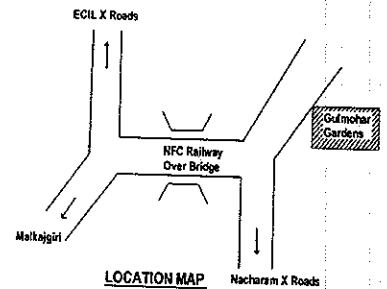 ECIL X Roads
Gulmohar
Gardens
NFC Railway
Over Bridge
Malkajgiri
LOCATION MAP
Nacharam X Roads